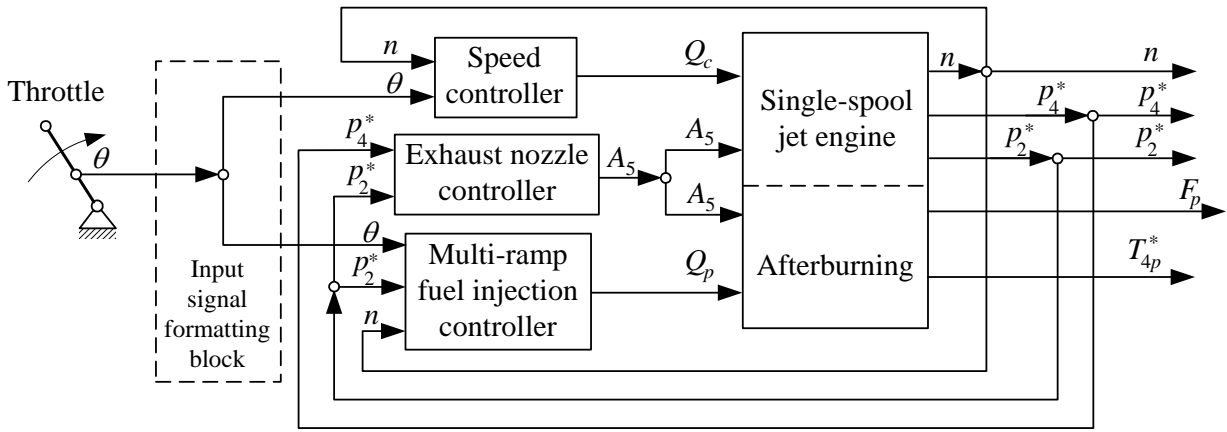 Throttle
θ
Input
signal
formatting
block
n
θ
Speed
controller
Q_c
p_4^*
p_2^*
Exhaust nozzle
controller
A_5
A_5
A_5
θ
p_2^*
n
Multi-ramp
fuel injection
controller
Q_p
Single-spool
jet engine
Afterburning
n
n
p_4^*
p_4^*
p_2^*
p_2^*
F_p
T_{4p}^*